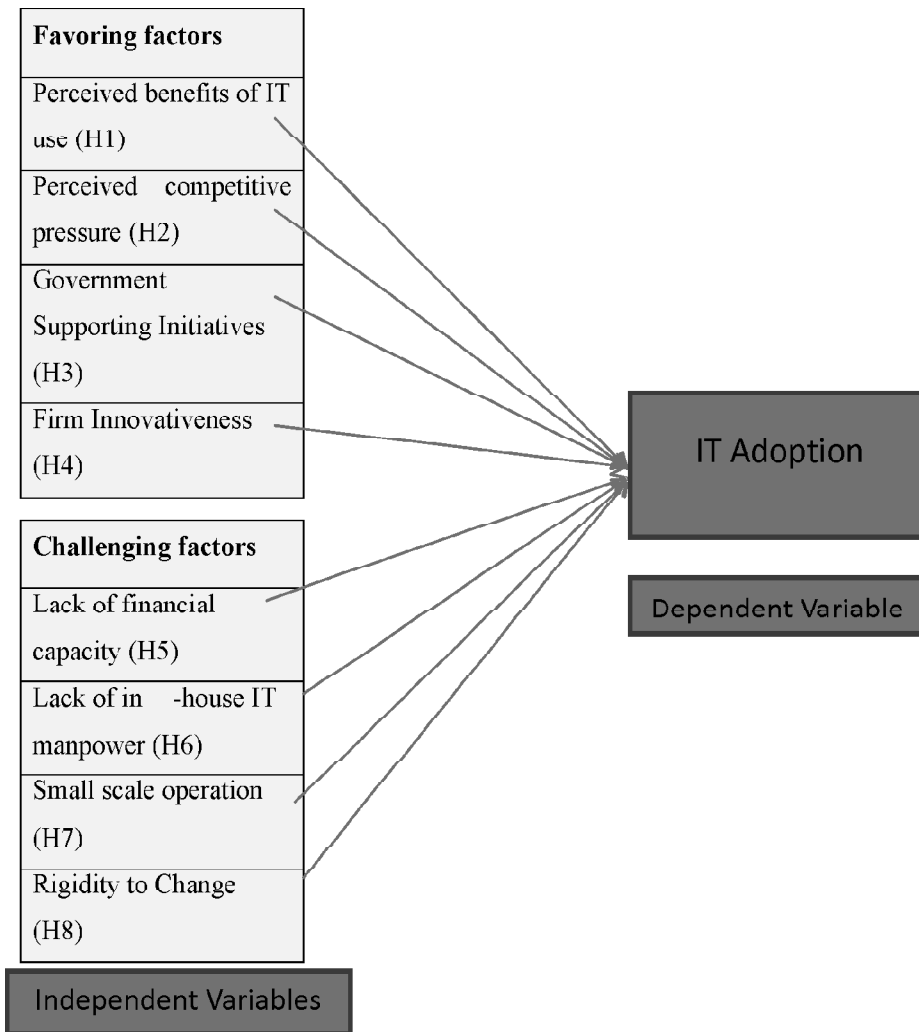 Favoring factors
Perceived benefits of IT
use (H1)
Perceived competitive
pressure (H2)
Government
Supporting Initiatives
(H3)
Firm Innovativeness
(H4)
Challenging factors
Lack of financial
capacity (H5)
Lack of in -house IT
manpower (H6)
Small scale operation
(H7)
Rigidity to Change
(H8)
Independent Variables
IT Adoption
Dependent Variable